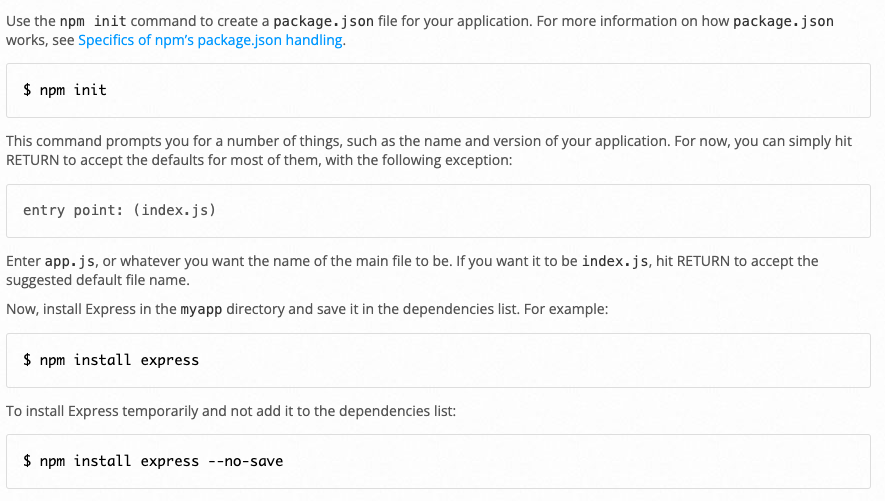 Use the npm init command to create a package.json file for your application. For more information on how package.json
works, see Specifics of npm's package.json handling.
$ npm init
This command prompts you for a number of things, such as the name and version of your application. For now, you can simply hit
RETURN to accept the defaults for most of them, with the following exception:
entry point: (index.js)
Enter app.js, or whatever you want the name of the main file to be. If you want it to be index.js, hit RETURN to accept the
suggested default file name.
Now, install Express in the myapp directory and save it in the dependencies list. For example:
$ npm install express
To install Express temporarily and not add it to the dependencies list:
$ npm install express --no-save